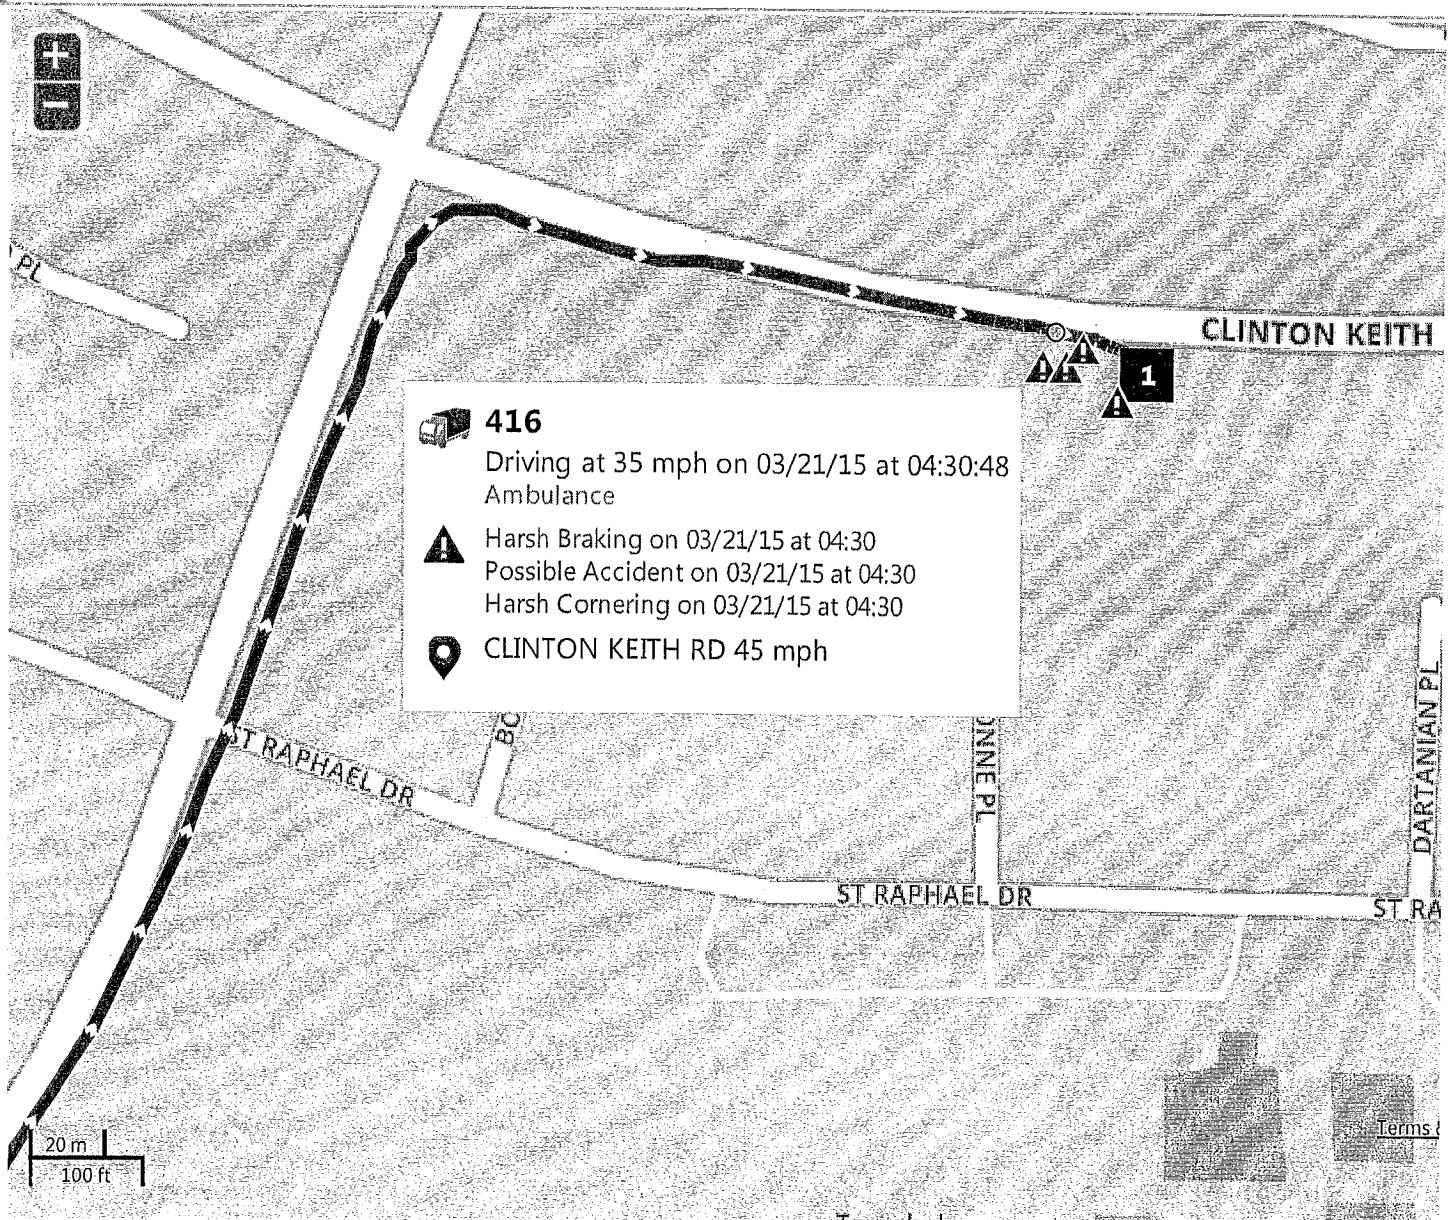 +
−
PL
CLINTON KEITH
1
416
Driving at 35 mph on 03/21/15 at 04:30:48
Ambulance
Harsh Braking on 03/21/15 at 04:30
Possible Accident on 03/21/15 at 04:30
Harsh Cornering on 03/21/15 at 04:30
CLINTON KEITH RD 45 mph
ST RAPHAEL DR
BO
ONNE PL
DARTANIAN PL
ST RAPHAEL DR
ST RA
Terms
20 m
100 ft